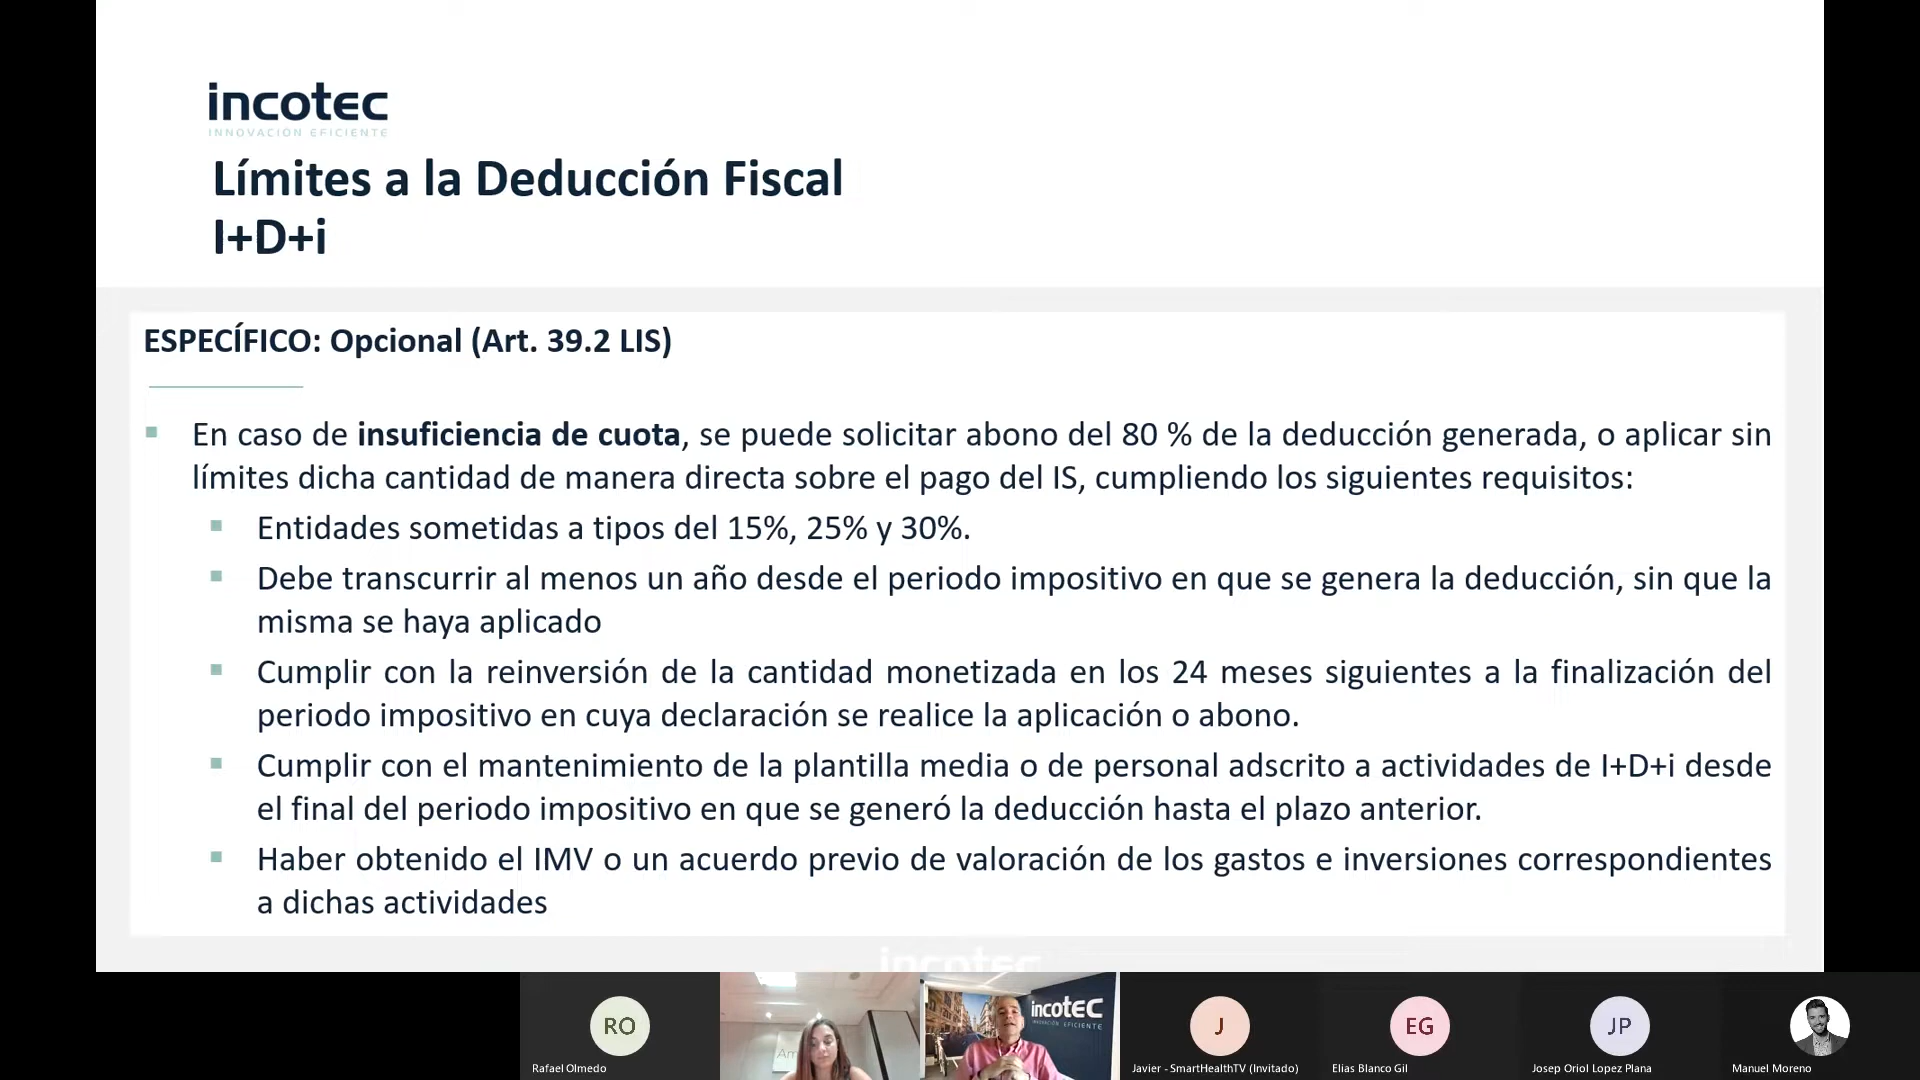 incotec
INNOVACIÓN EFICIENTE
Límites a la Deducción Fiscal
I+D+i
ESPECÍFICO: Opcional (Art. 39.2 LIS)
En caso de insuficiencia de cuota, se puede solicitar abono del 80 % de la deducción generada, o aplicar sin
límites dicha cantidad de manera directa sobre el pago del IS, cumpliendo los siguientes requisitos:
Entidades sometidas a tipos del 15%, 25% y 30%.
Debe transcurrir al menos un año desde el periodo impositivo en que se genera la deducción, sin que la
misma se haya aplicado
Cumplir con la reinversión de la cantidad monetizada en los 24 meses siguientes a la finalización del
periodo impositivo en cuya declaración se realice la aplicación o abono.
Cumplir con el mantenimiento de la plantilla media o de personal adscrito a actividades de I+D+i desde
el final del periodo impositivo en que se generó la deducción hasta el plazo anterior.
Haber obtenido el IMV o un acuerdo previo de valoración de los gastos e inversiones correspondientes
a dichas actividades
incotec
RO
Am
incotec
INNOVACIÓN EFICIENTE
J
EG
JP
Rafael Olmedo
Javier - SmartHealthTV (Invitado)
Elias Blanco Gil
Josep Oriol Lopez Plana
Manuel Moreno